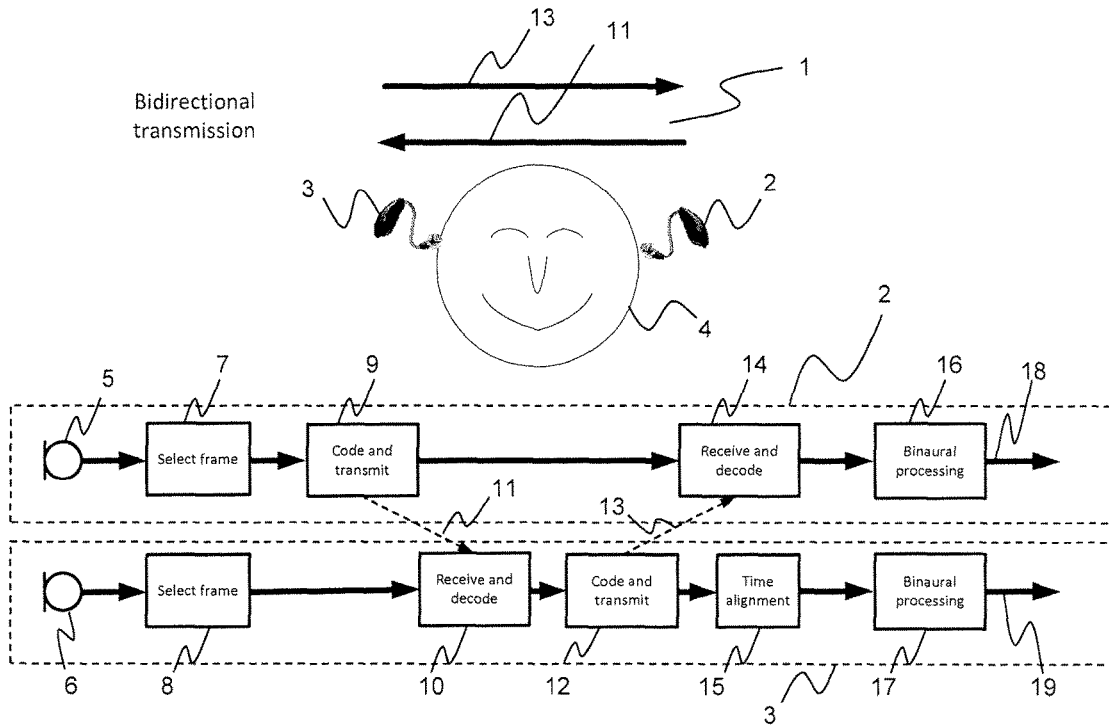 13
11
1
Bidirectional
transmission
3
2
4
2
5
7
9
14
16
18
Select frame
Code and
transmit
Receive and
decode
Binaural
processing
11
13
Select frame
Receive and
decode
Code and
transmit
Time
alignment
Binaural
processing
6
8
10
12
15
3
17
19